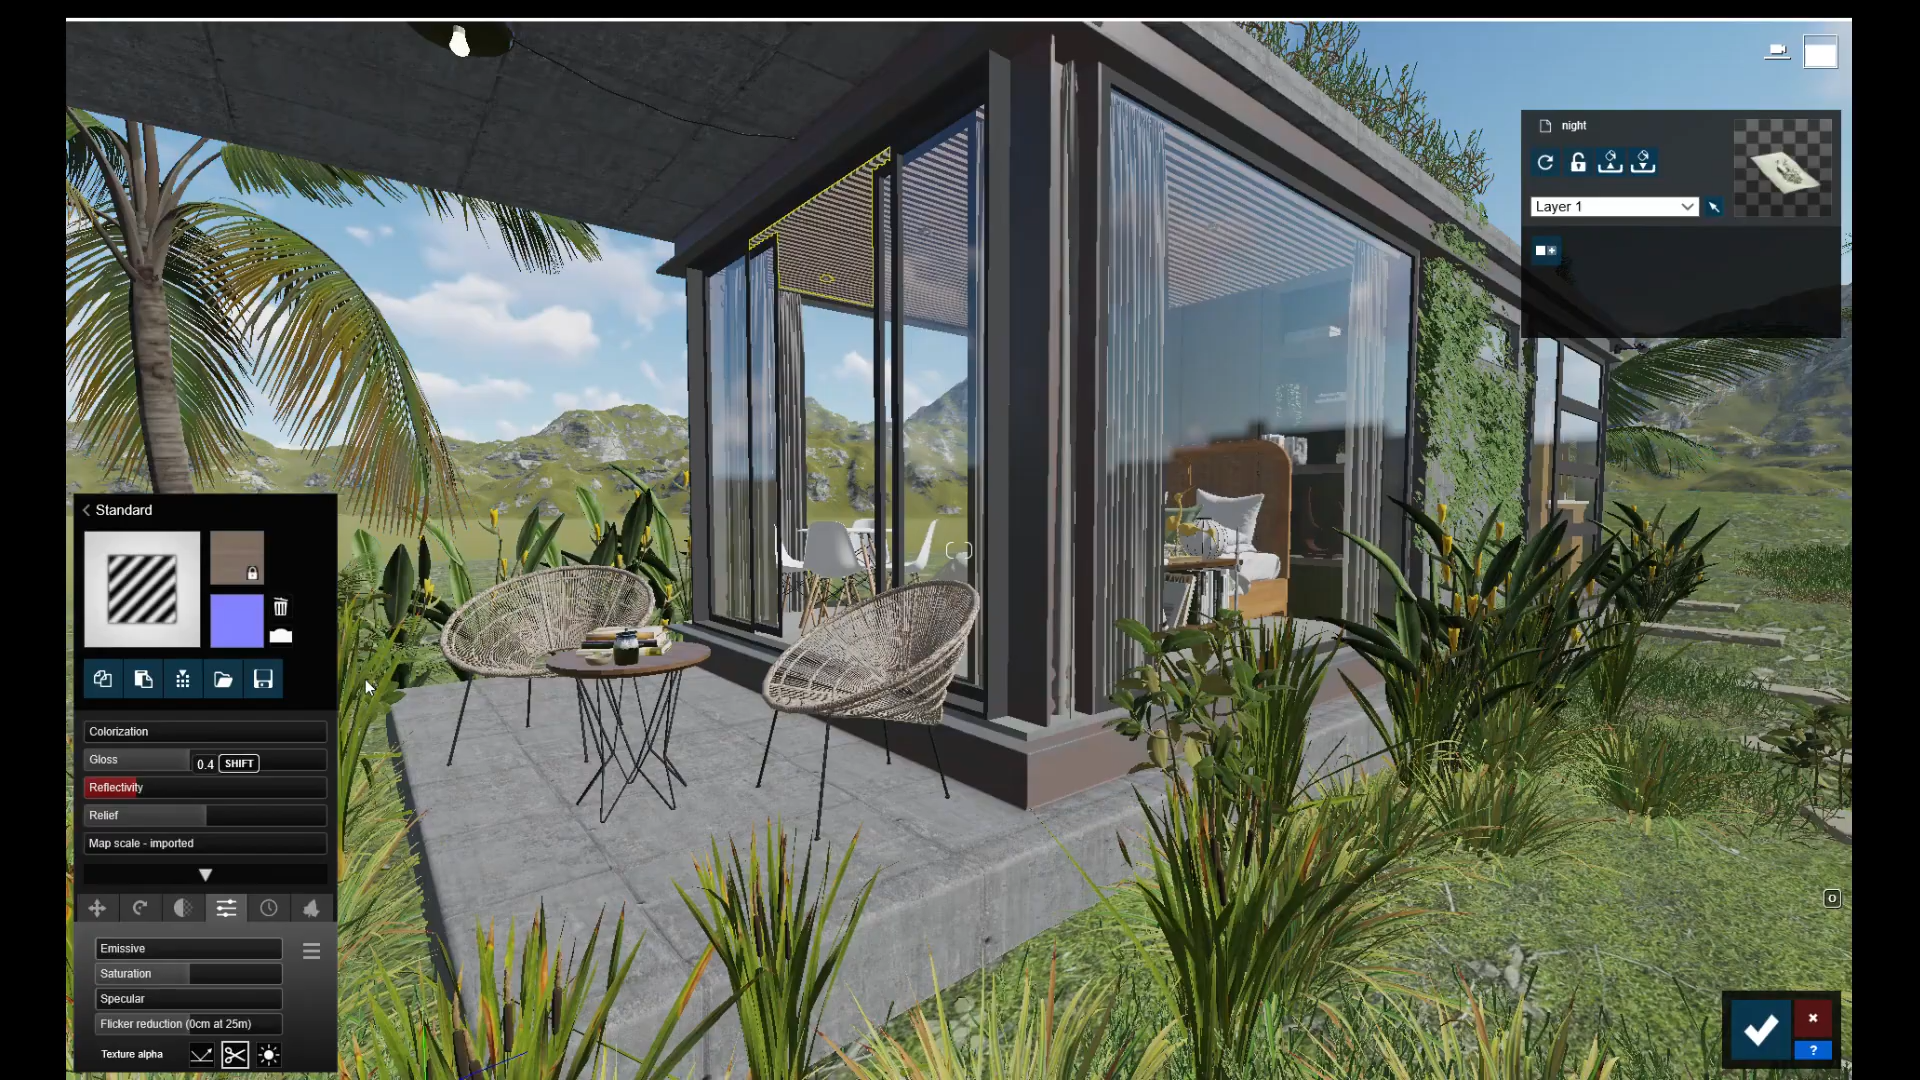 night
Layer 1
Standard
Colorization
Gloss
0.4 SHIFT
Reflectivity
Relief
Map scale - imported
Emissive
Saturation
Specular
Flicker reduction (0cm at 25m)
Texture alpha
O
?